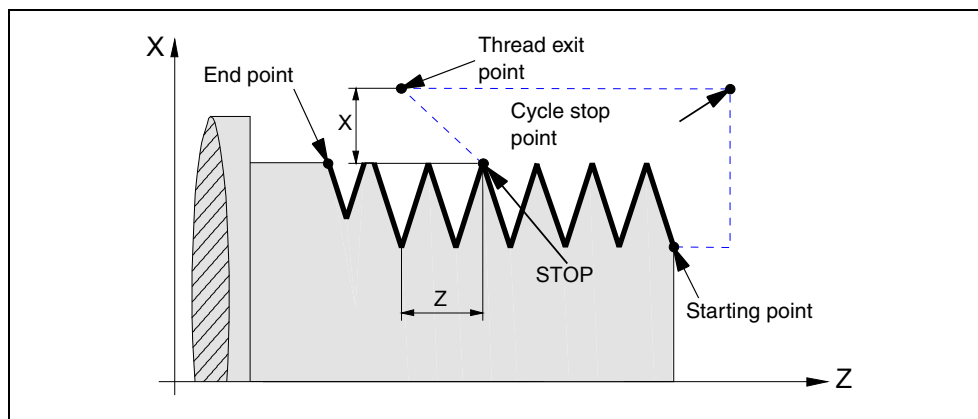 X
Thread exit
point
End point
Cycle stop
point
X
STOP
Z
Starting point
Z